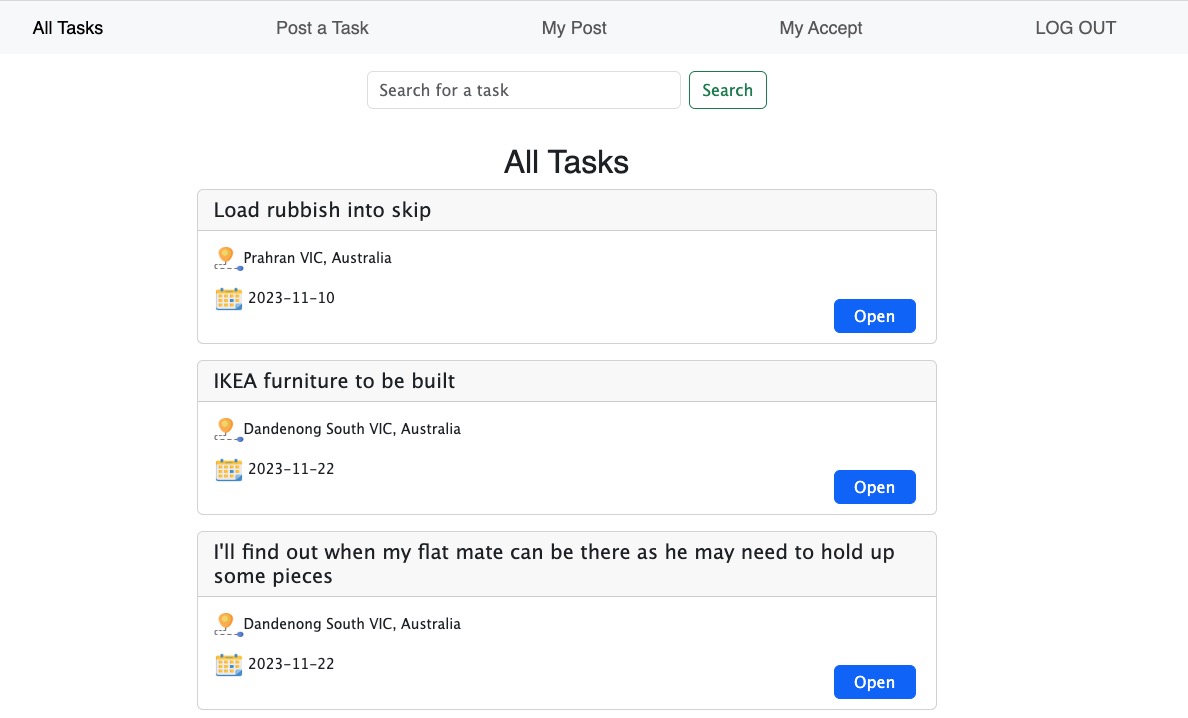 All Tasks
Post a Task
My Post
My Accept
LOG OUT
Search for a task
Search
All Tasks
Load rubbish into skip
Prahran VIC, Australia
2023-11-10
Open
IKEA furniture to be built
Dandenong South VIC, Australia
2023-11-22
Open
I'll find out when my flat mate can be there as he may need to hold up
some pieces
Dandenong South VIC, Australia
2023-11-22
Open